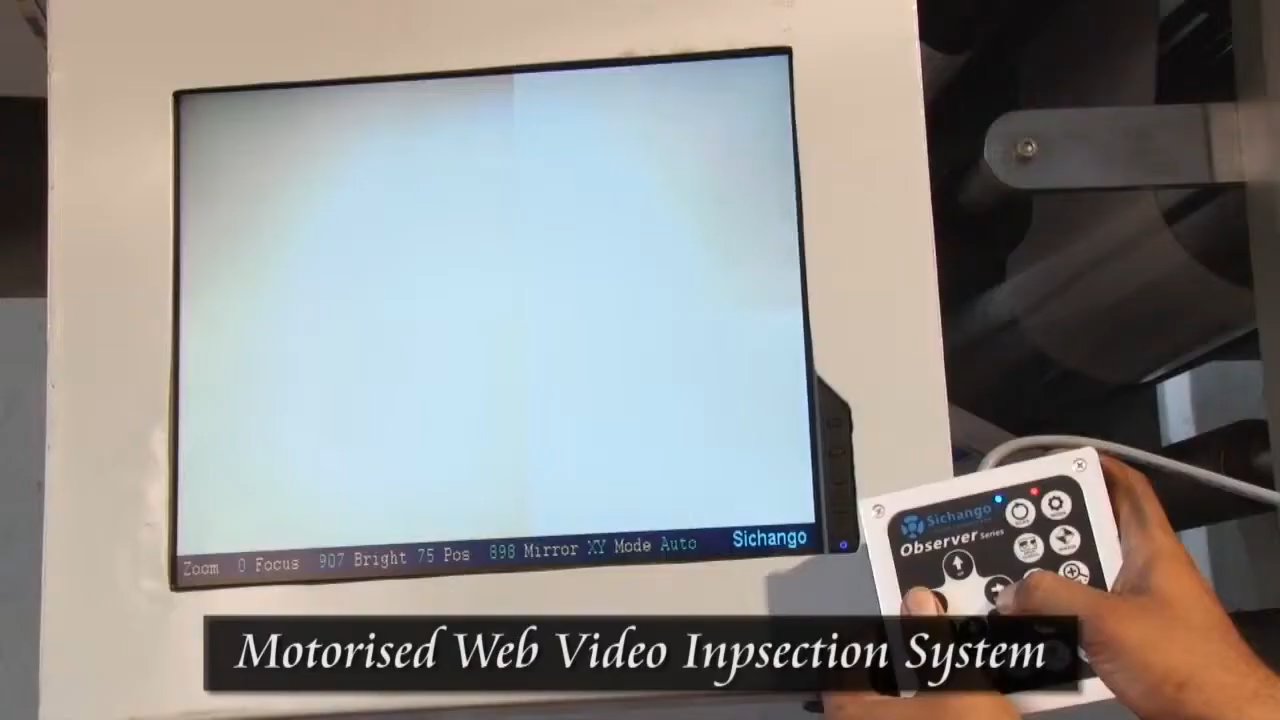 Zoom 0 Focus 907 Bright 75 Pos 898 Mirror XY Mode Auto Sichango
Sichango
Observer Series
Motorised Web Video Inpsection System